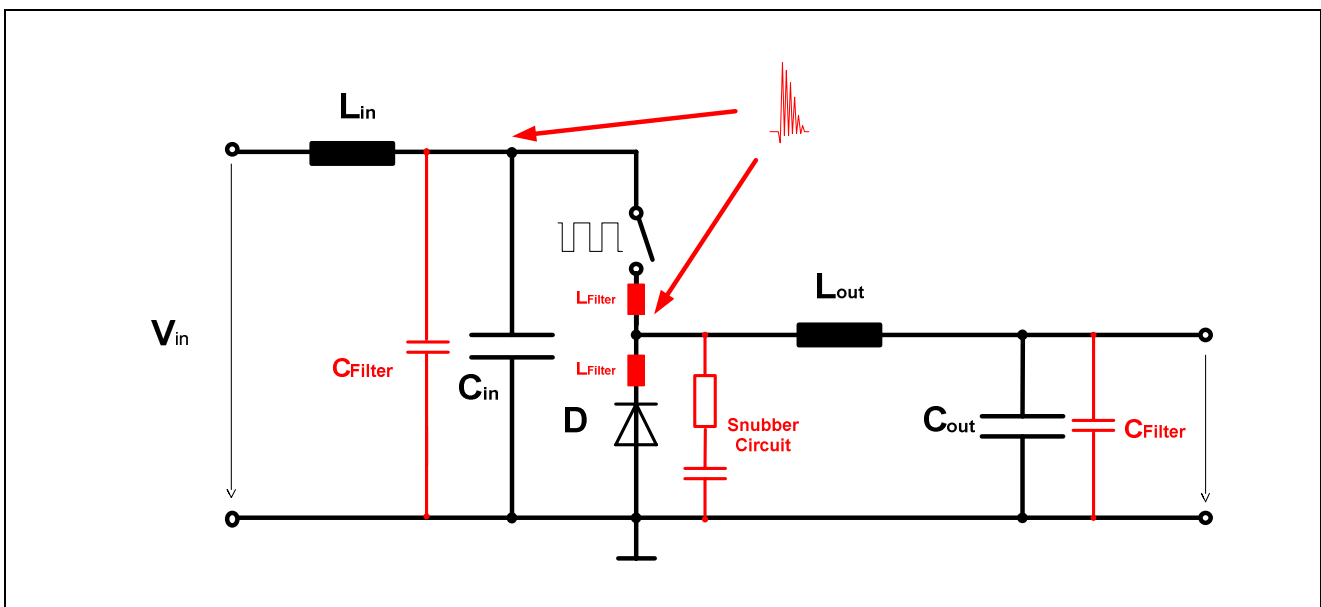 Lin
LFilter
Lout
Vin
CFilter
LFilter
Cin
D
Snubber
Circuit
Cout
CFilter